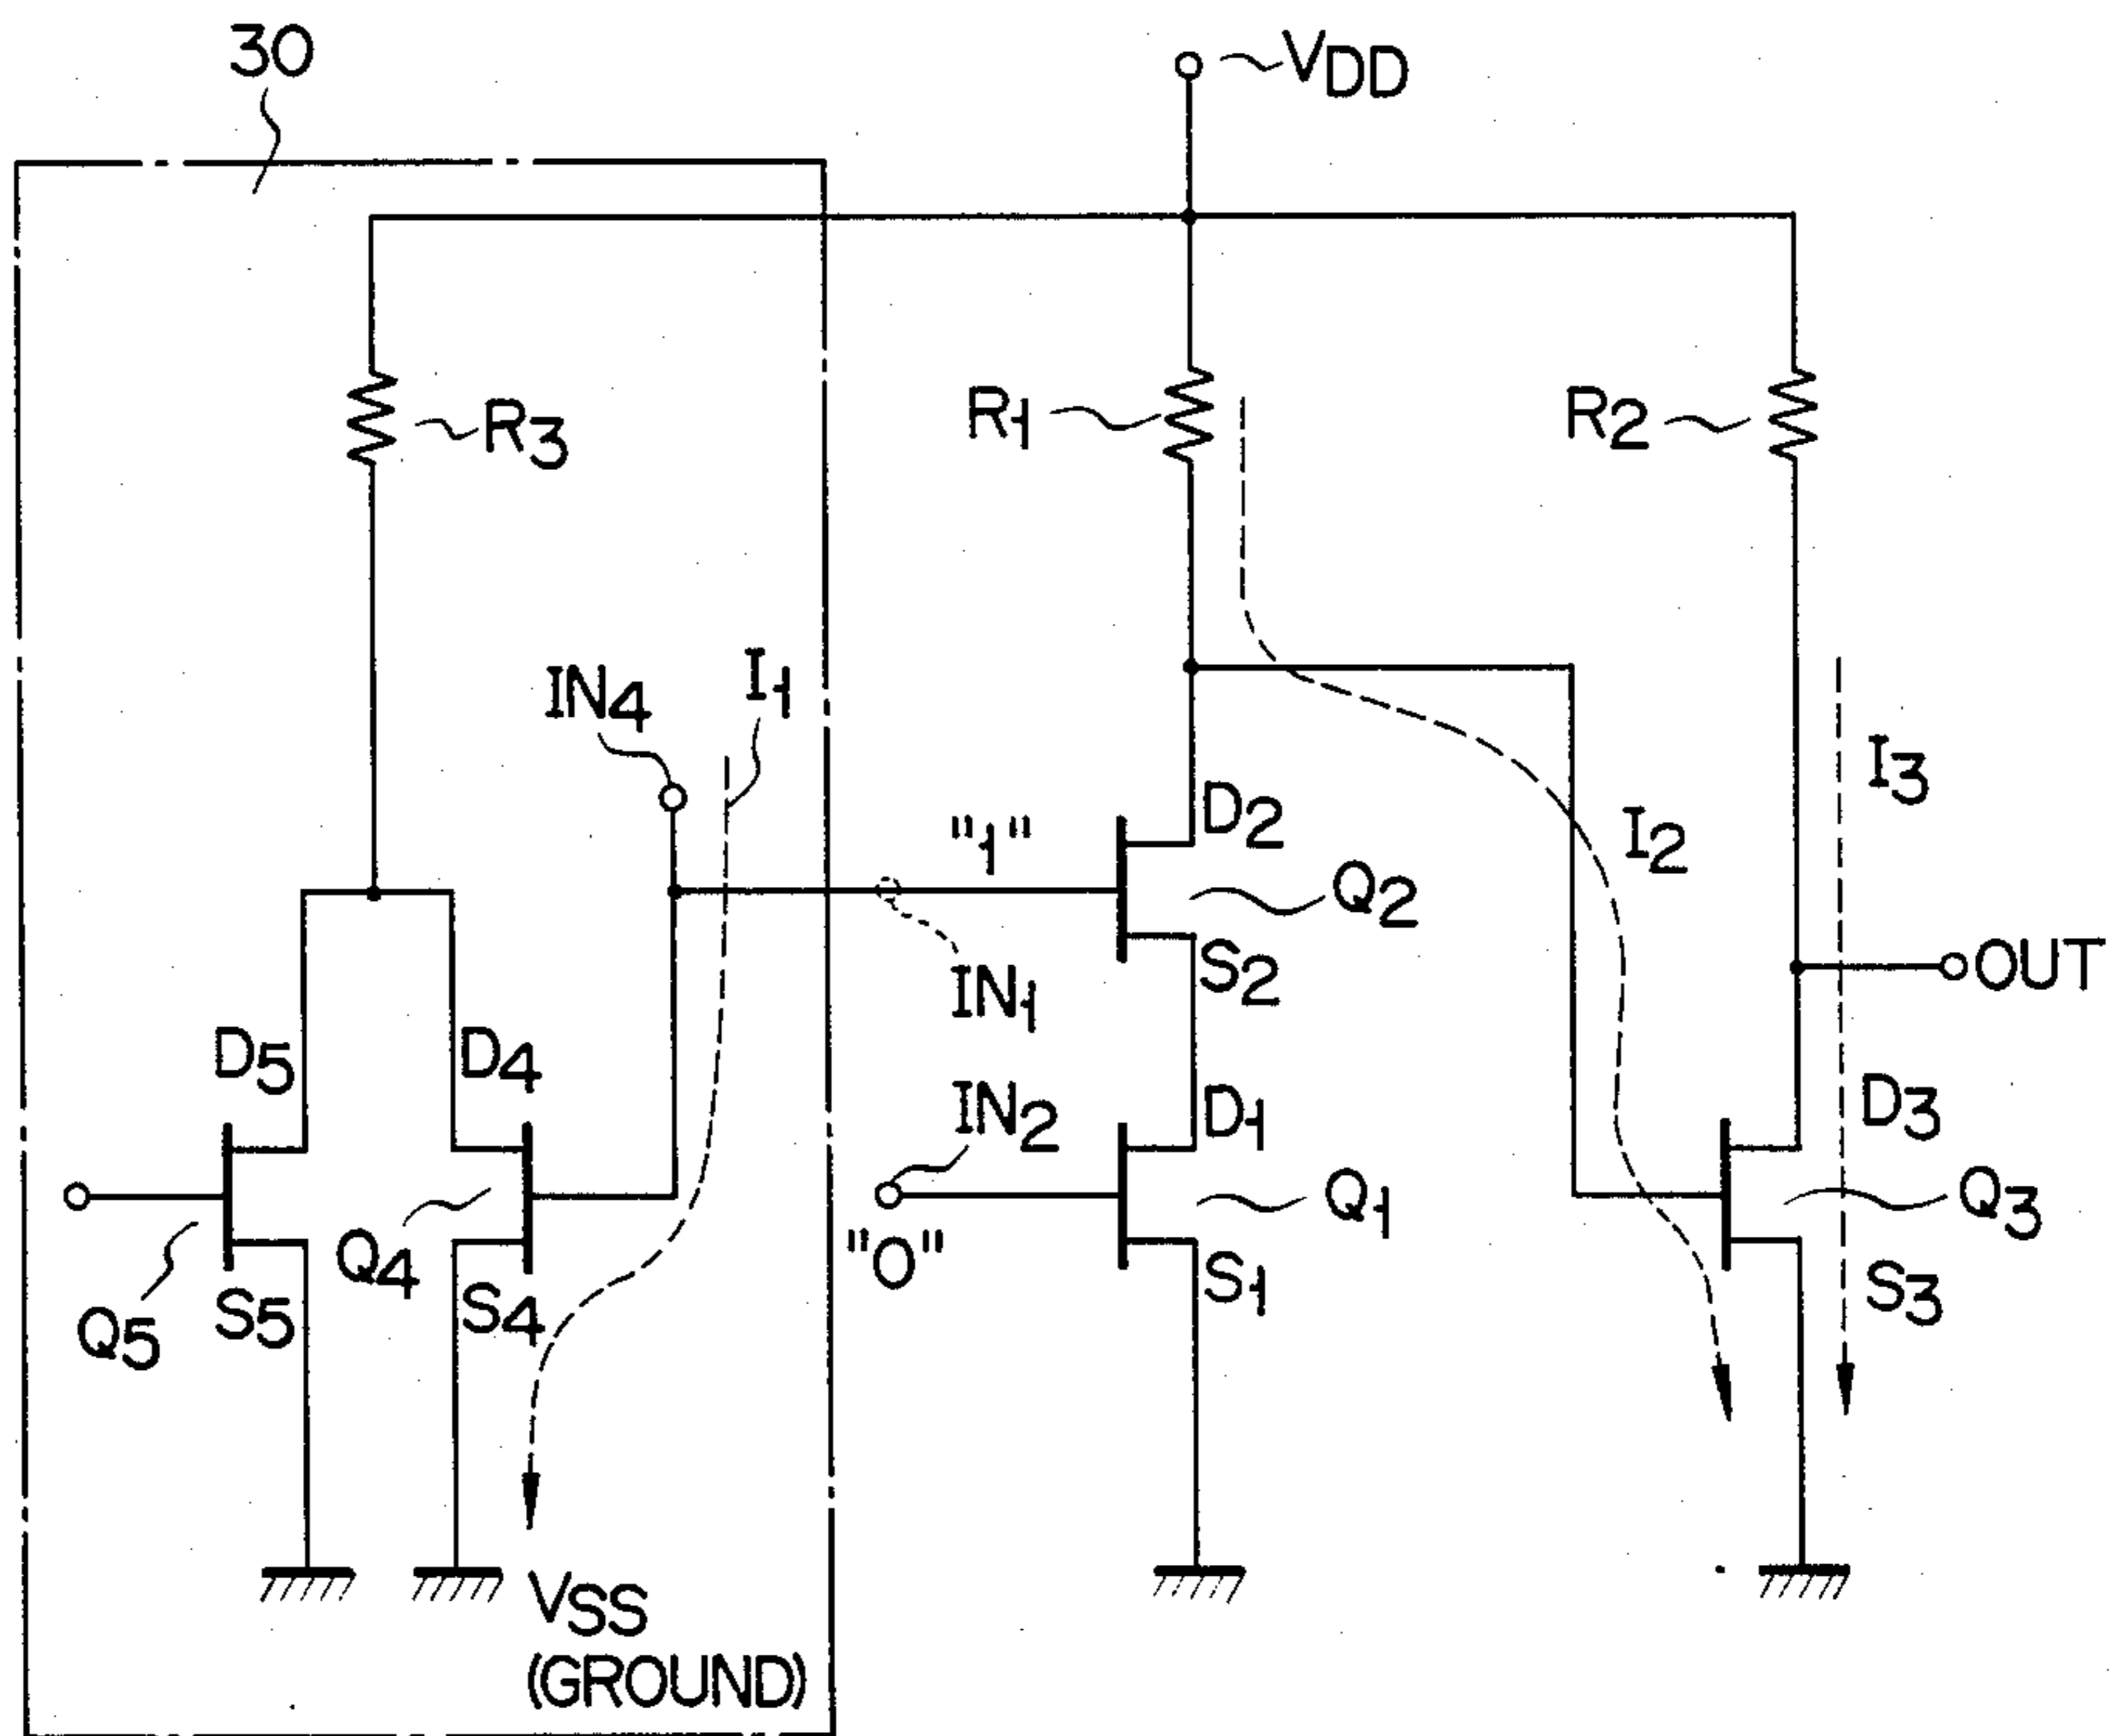 30
VDD
R3
R1
R2
IN4
I1
I3
"1"
D2
I2
Q2
IN1
S2
OUT
D5
D4
IN2
D1
D3
Q1
Q3
Q4
"0"
S5
S4
S1
S3
Q5
VSS
(GROUND)